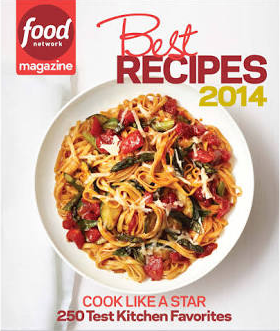 food
network
magazine
Best
RECIPES
2014
COOK LIKE A STAR
250 Test Kitchen Favorites